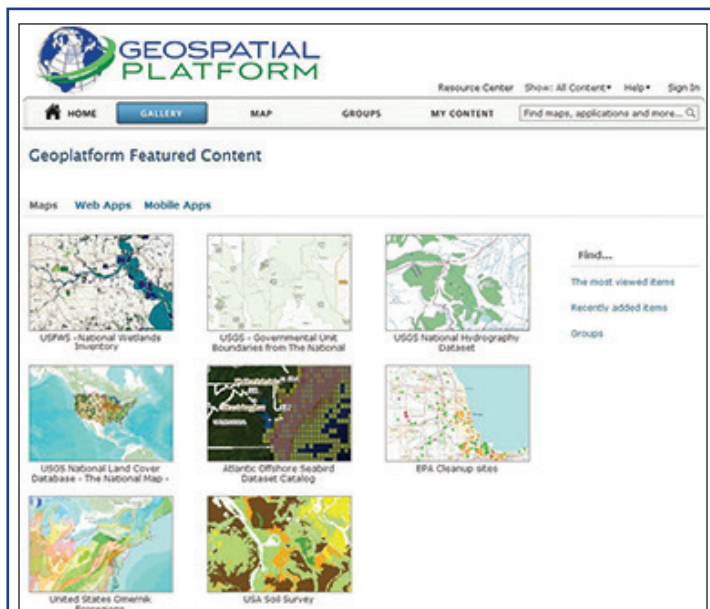 GEOSPATIAL
PLATFORM
Resource Center Show: All Content Help Sign In
HOME GALLERY MAP GROUPS MY CONTENT Find maps, applications and more...
Geoplatform Featured Content
Maps Web Apps Mobile Apps
USFWS - National Wetlands
Inventory
USGS - Governmental Unit
Boundaries from The National
USGS National Hydrography
Dataset
Find...
The most viewed items
Recently added items
Groups
USGS National Land Cover
Database - The National Map -
Atlantic Offshore Seabird
Dataset Catalog
EPA Cleanup sites
United States Omernik
Ecoregions
USA Soil Survey